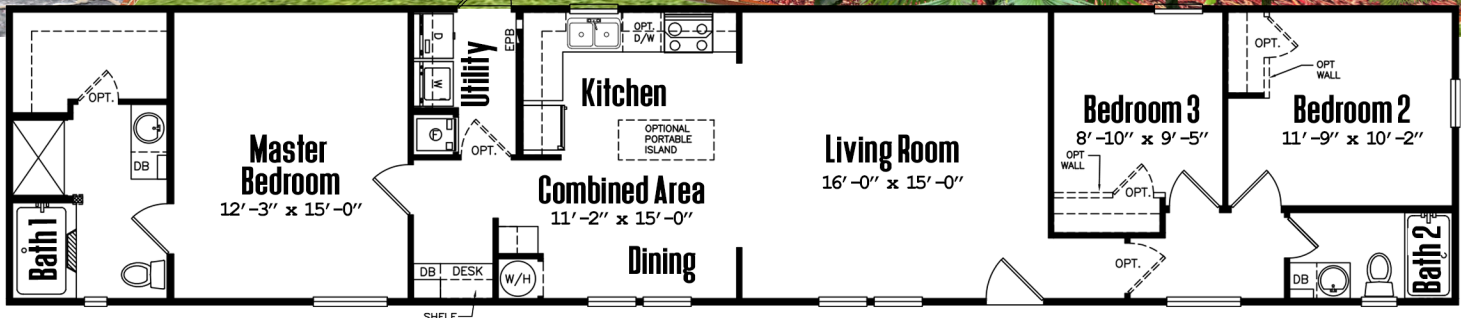 OPT.
DB
Bath 1
Master
Bedroom
12'-3" x 15'-0"
D
W
Utility
EPB
F
OPT.
DB
DESK
SHELF
W/H
OPT.
D/W
Kitchen
OPTIONAL
PORTABLE
ISLAND
Combined Area
11'-2" x 15'-0"
Dining
Living Room
16'-0" x 15'-0"
Bedroom 3
8'-10" x 9'-5"
OPT
WALL
OPT.
OPT.
OPT.
OPT
WALL
Bedroom 2
11'-9" x 10'-2"
DB
Bath 2